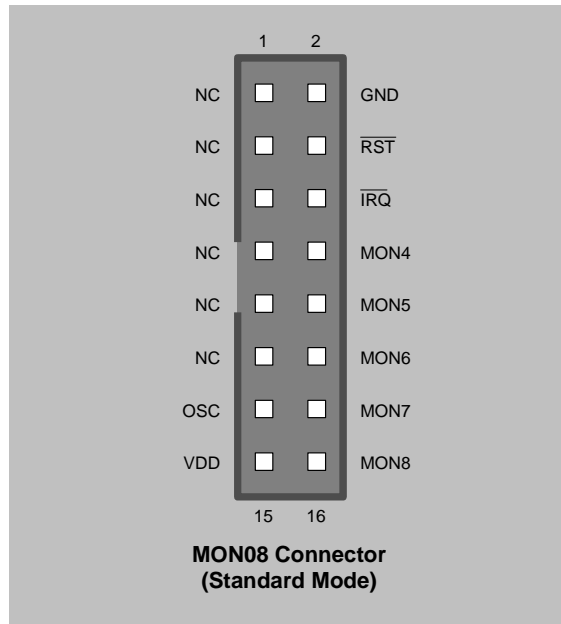 1 2
NC GND
NC RST
NC IRQ
NC MON4
NC MON5
NC MON6
OSC MON7
VDD MON8
15 16
MON08 Connector
(Standard Mode)